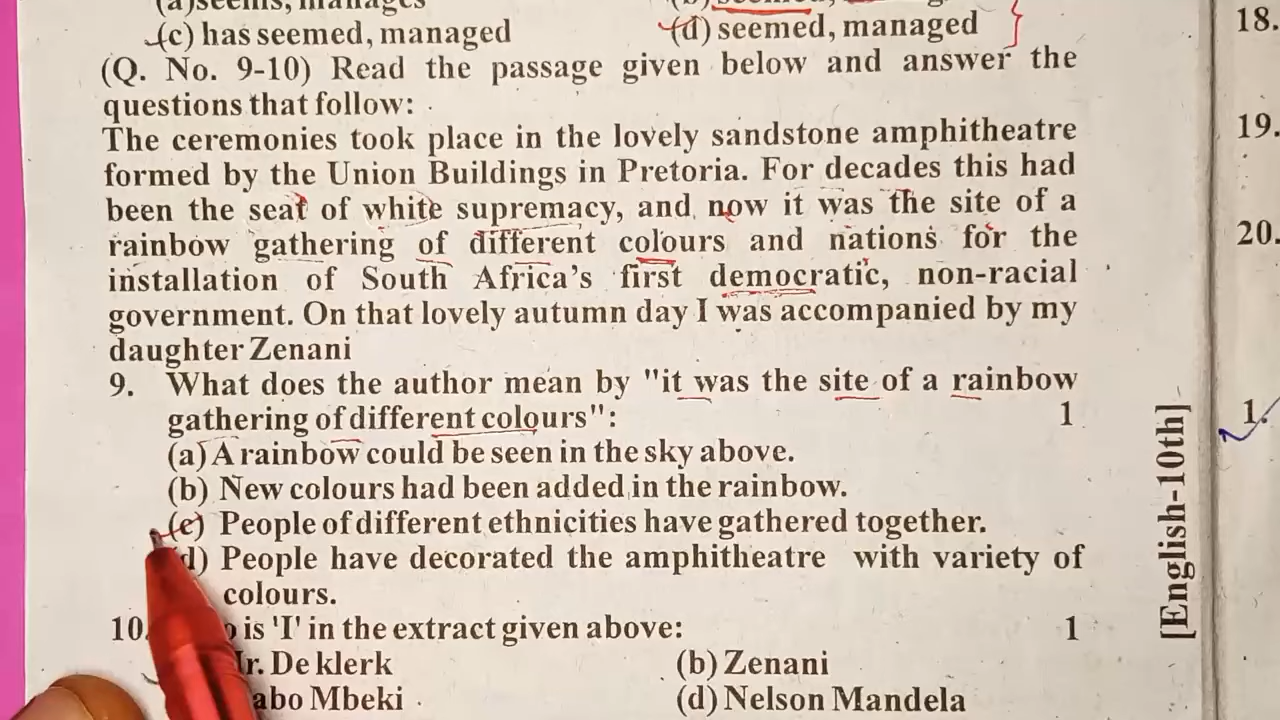 (a) seems, manages
(c) has seemed, managed (d) seemed, managed
(Q. No. 9-10) Read the passage given below and answer the
questions that follow:
The ceremonies took place in the lovely sandstone amphitheatre
formed by the Union Buildings in Pretoria. For decades this had
been the seat of white supremacy, and now it was the site of a
rainbow gathering of different colours and nations for the
installation of South Africa's first democratic, non-racial
government. On that lovely autumn day I was accompanied by my
daughter Zenani
9. What does the author mean by "it was the site of a rainbow
gathering of different colours": 1
(a) A rainbow could be seen in the sky above.
(b) New colours had been added in the rainbow.
(c) People of different ethnicities have gathered together.
(d) People have decorated the amphitheatre with variety of
colours.
10. is 'I' in the extract given above: 1
De klerk (b) Zenani
Mbeki (d) Nelson Mandela
[English-10th]
18.
19.
20.
1.